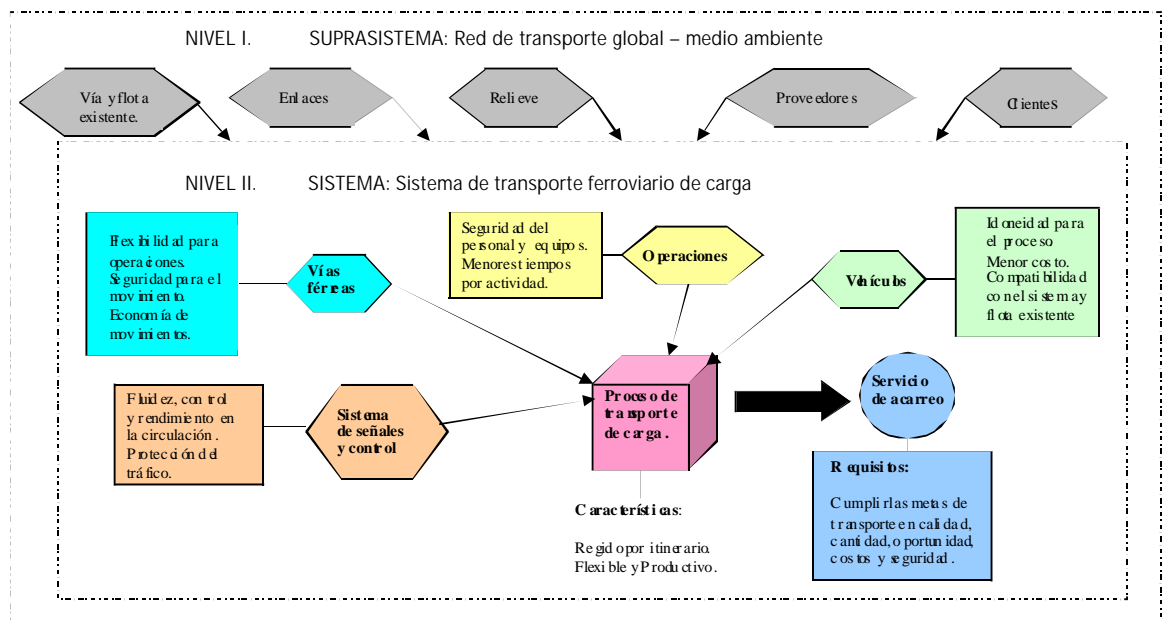 NIVEL I. SUPRASISTEMA: Red de transporte global – medio ambiente
Vía y flota
existente.
Enlaces
Relieve
Proveedores
Clientes
NIVEL II. SISTEMA: Sistema de transporte ferroviario de carga
Flexibilidad para
operaciones.
Seguridad para el
movimiento.
Economía de
movimientos.
Vías
férreas
Seguridad del
personal y equipos.
Menores tiempos
por actividad.
Operaciones
Vehículos
Idoneidad para
el proceso
Menor costo.
Compatibilidad
con el sistema y
flota existente
Fluidez, control
y rendimiento en
la circulación.
Protección del
tráfico.
Sistema
de señales
y control
Proceso de
transporte
de carga.
Servicio
de acarreo
Características:
Regido por itinerario.
Flexible y Productivo.
Requisitos:
Cumplir las metas de
transporte en calidad,
cantidad, oportunidad,
costos y seguridad.